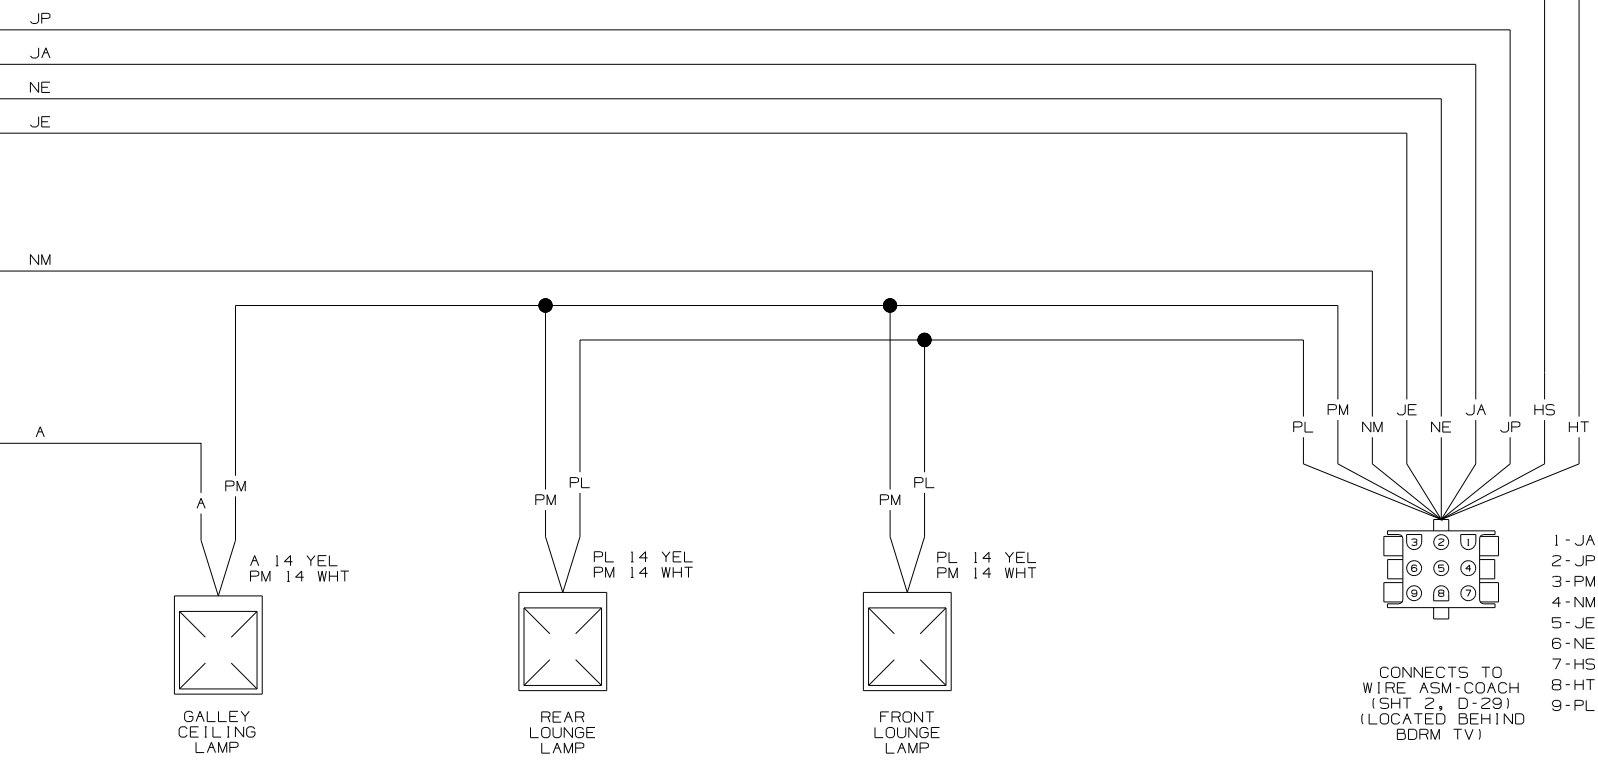 JP
JA
NE
JE
NM
A
PM
A
A 14 YEL
PM 14 WHT
GALLEY
CEILING
LAMP
PL
PM
PL 14 YEL
PM 14 WHT
REAR
LOUNGE
LAMP
PL
PM
PL 14 YEL
PM 14 WHT
FRONT
LOUNGE
LAMP
PM JE JA HS
PL NM NE JP HT
3 2 1
6 5 4
9 8 7
CONNECTS TO
WIRE ASM-COACH
(SHT 2, D-29)
(LOCATED BEHIND
BDRM TV)
1-JA
2-JP
3-PM
4-NM
5-JE
6-NE
7-HS
8-HT
9-PL